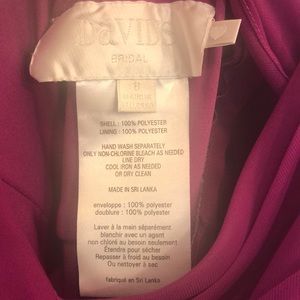 DaVID'S
BRIDAL
8
SHELL : 100% POLYESTER
LINING : 100% POLYESTER
HAND WASH SEPARATELY
ONLY NON-CHLORINE BLEACH AS NEEDED
LINE DRY
COOL IRON AS NEEDED
OR DRY CLEAN
MADE IN SRI LANKA
enveloppe : 100% polyester
doublure : 100% polyester
Laver à la main séparément
blanchir avec un agent
non chloré au besoin seulement
Étendre pour sécher
Repasser à froid au besoin
Ou nettoyer à sec
fabriqué en Sri Lanka